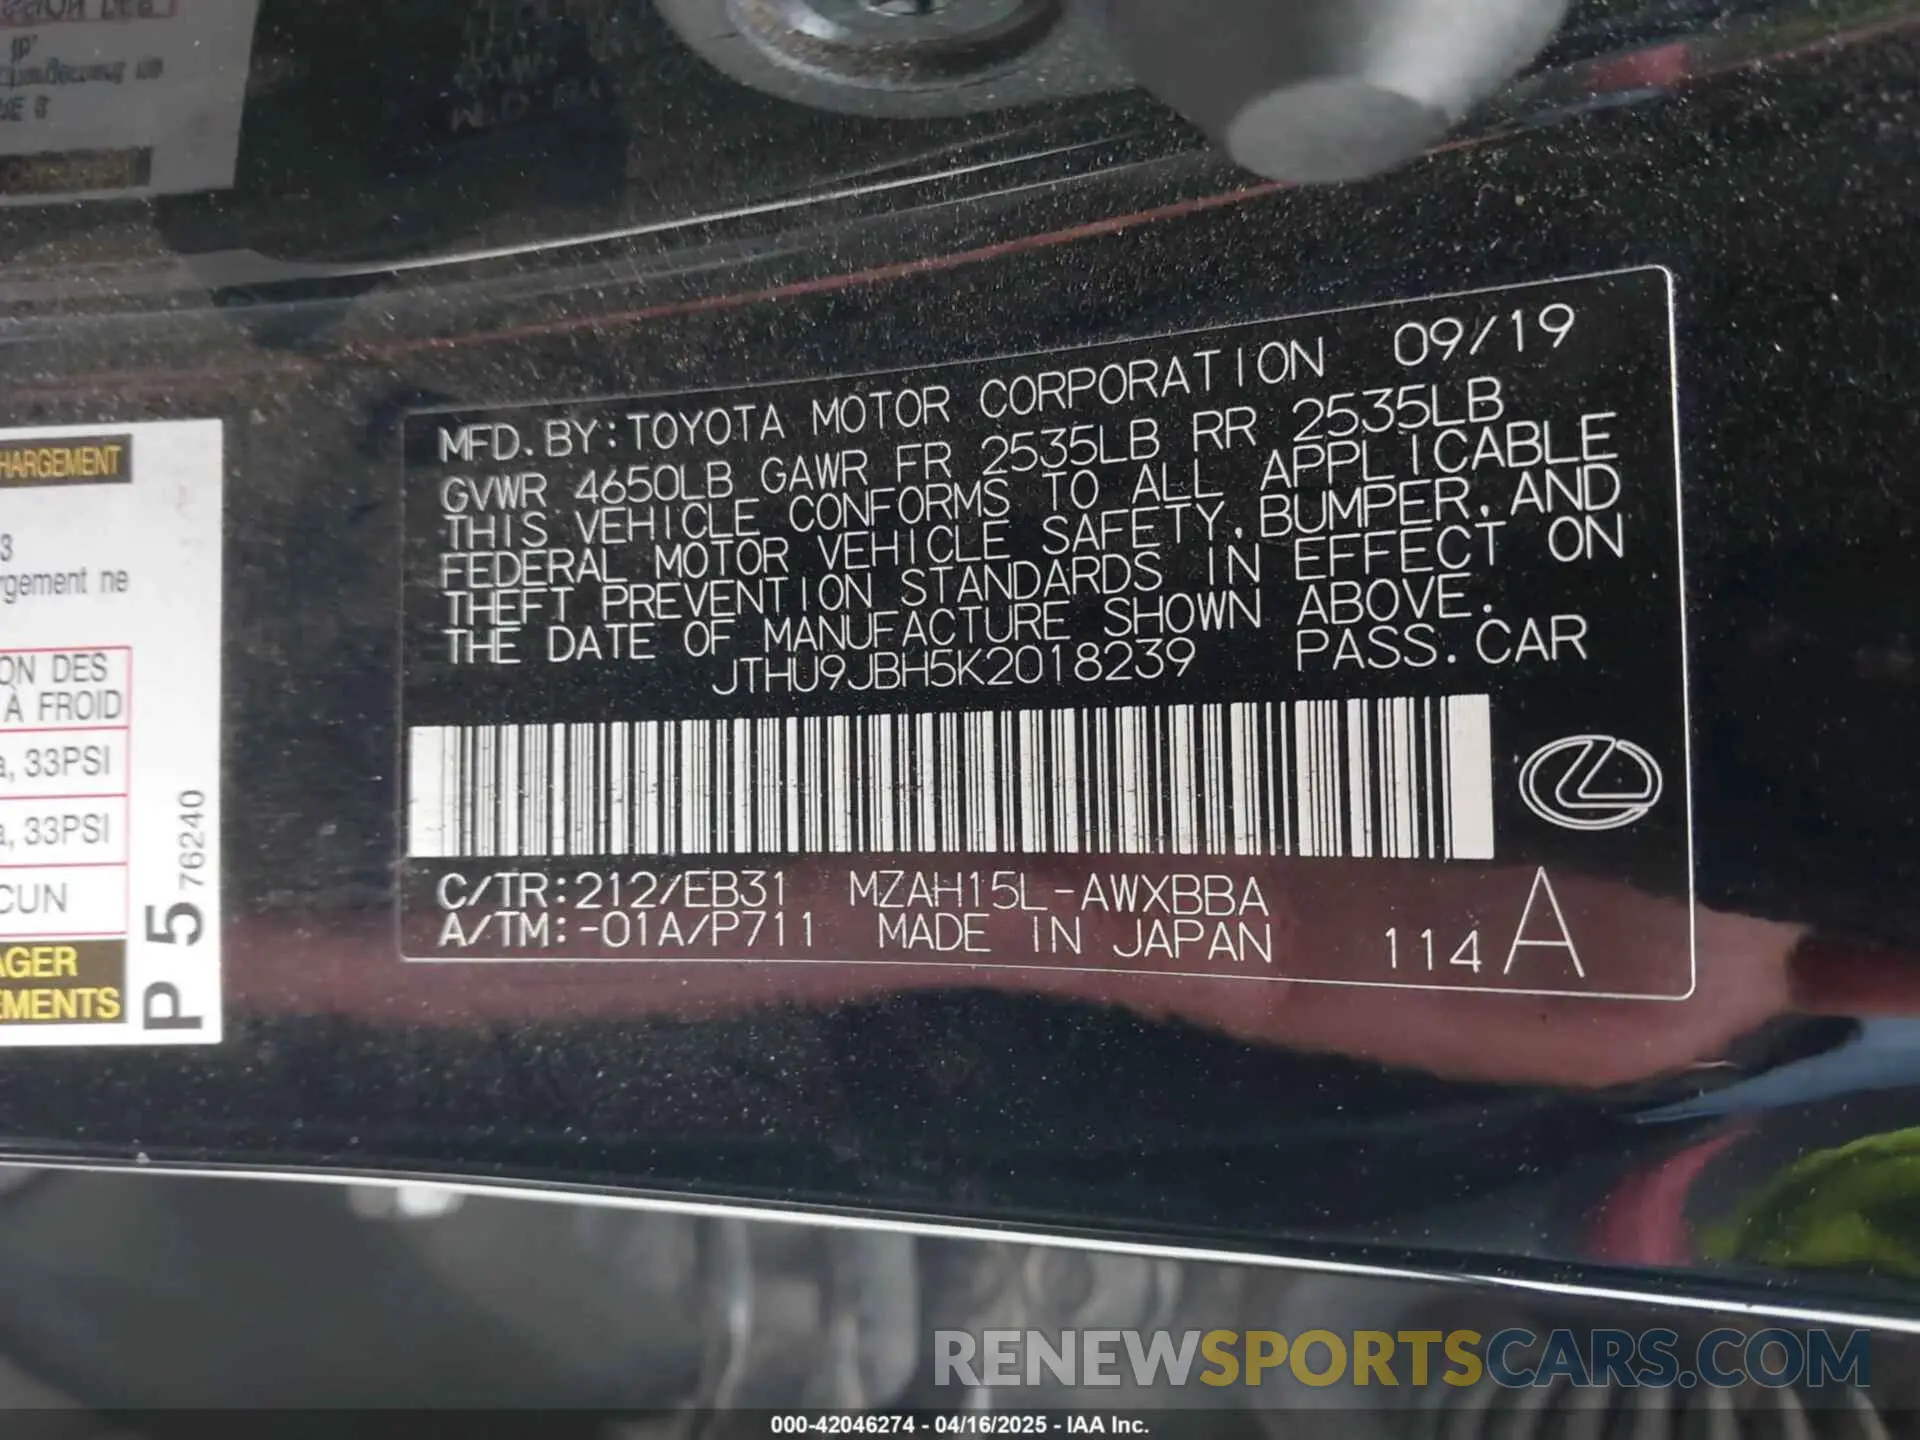 HARGEMENT
3
rgement ne
ON DES
À FROID
a, 33PSI
a, 33PSI
CUN
AGER
EMENTS
P 5 76240
MFD. BY: TOYOTA MOTOR CORPORATION 09/19
GVWR 4650LB GAWR FR 2535LB RR 2535LB
THIS VEHICLE CONFORMS TO ALL APPLICABLE
FEDERAL MOTOR VEHICLE SAFETY, BUMPER, AND
THEFT PREVENTION STANDARDS IN EFFECT ON
THE DATE OF MANUFACTURE SHOWN ABOVE.
JTHU9JBH5K2018239 PASS. CAR
C/TR:212/EB31 MZAH15L-AWXBBA
A/TM:-01A/P711 MADE IN JAPAN 114 A
RENEWSPORTSCARS.COM
000-42046274 - 04/16/2025 - IAA Inc.